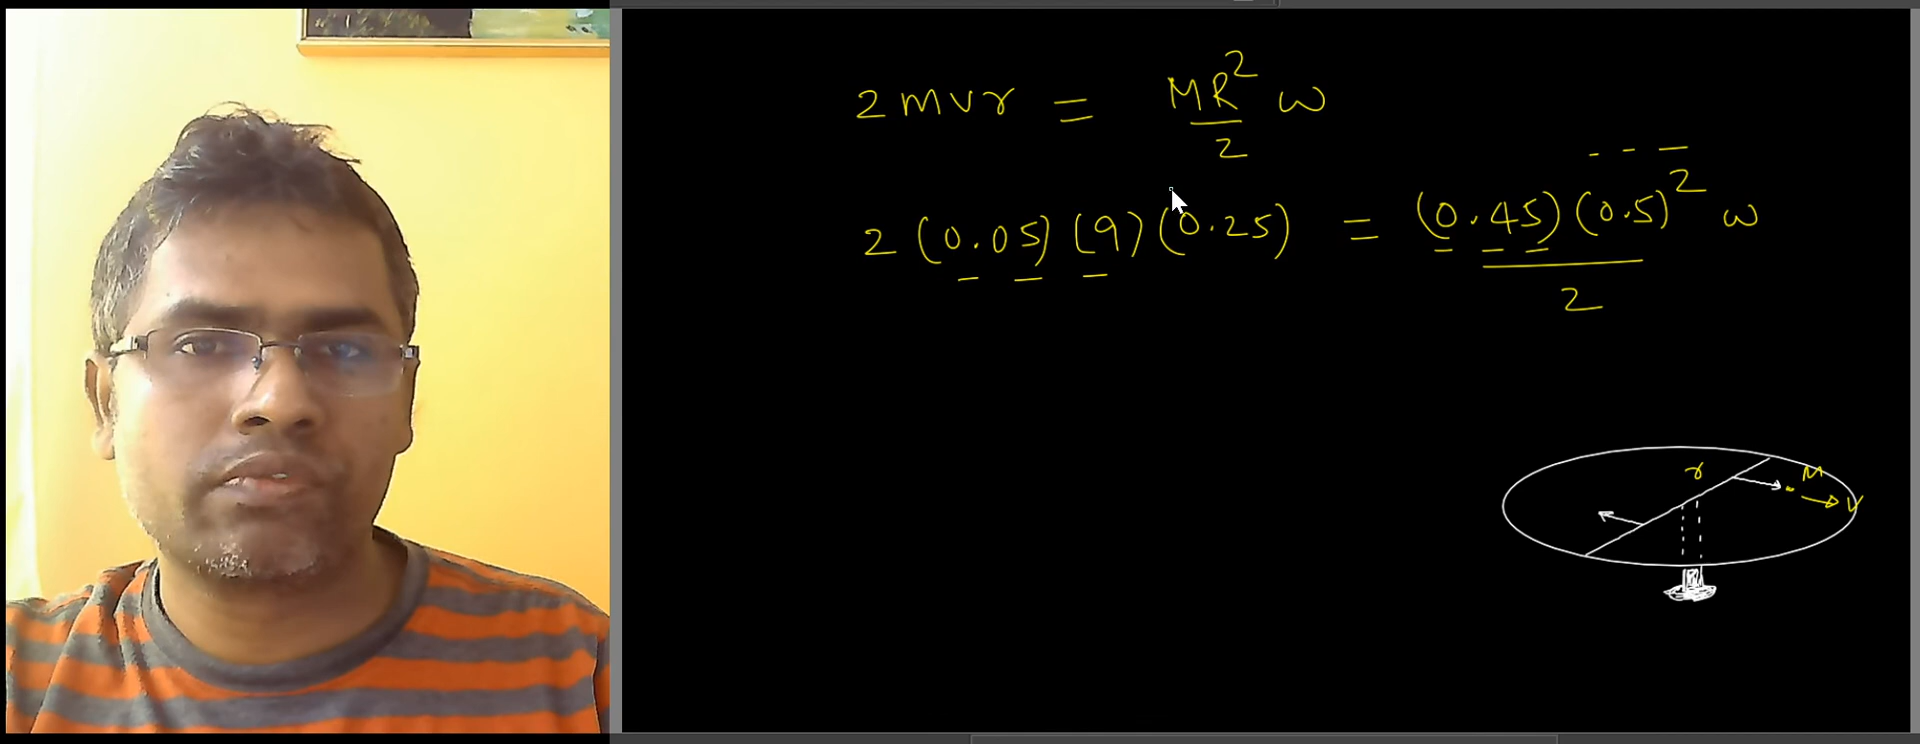 2mvr = MR²/2 ω
2(0.05)(9)(0.25) = (0.45)(0.5)²/2 ω
r M
v